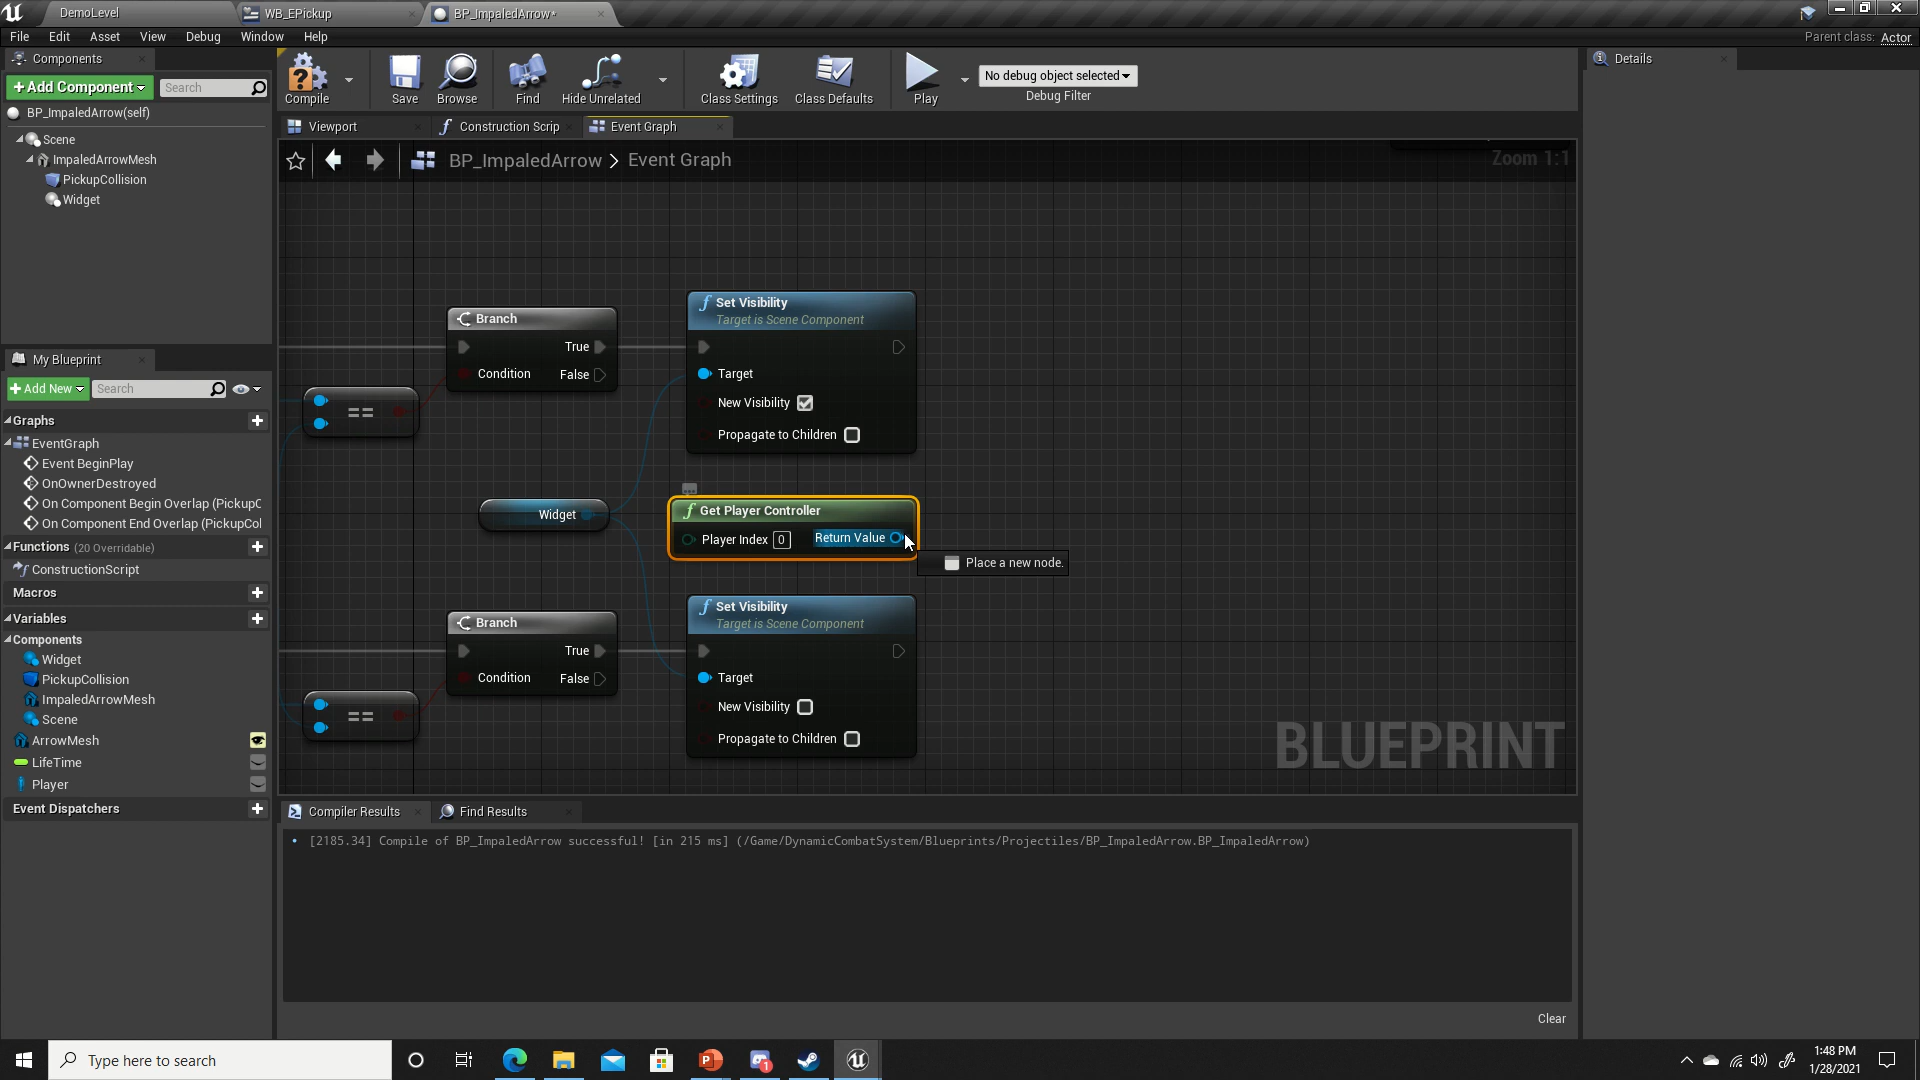 DemoLevel
WB_EPickup
BP_ImpaledArrow*
File Edit Asset View Debug Window Help
Parent class: Actor
Components
+Add Component
Search
BP_ImpaledArrow(self)
Scene
ImpaledArrowMesh
PickupCollision
Widget
Compile
Save
Browse
Find
Hide Unrelated
Class Settings
Class Defaults
Play
No debug object selected
Debug Filter
Details
Viewport
Construction Scrip
Event Graph
BP_ImpaledArrow > Event Graph
Zoom 1:1
Branch
True
Condition
False
==
Set Visibility
Target is Scene Component
Target
New Visibility
Propagate to Children
Widget
Get Player Controller
Player Index 0
Return Value
Place a new node.
Branch
True
Condition
False
==
Set Visibility
Target is Scene Component
Target
New Visibility
Propagate to Children
BLUEPRINT
My Blueprint
+Add New
Search
Graphs
EventGraph
Event BeginPlay
OnOwnerDestroyed
On Component Begin Overlap (PickupC
On Component End Overlap (PickupCol
Functions (20 Overridable)
ConstructionScript
Macros
Variables
Components
Widget
PickupCollision
ImpaledArrowMesh
Scene
ArrowMesh
LifeTime
Player
Event Dispatchers
Compiler Results
Find Results
[2185.34] Compile of BP_ImpaledArrow successful! [in 215 ms] (/Game/DynamicCombatSystem/Blueprints/Projectiles/BP_ImpaledArrow.BP_ImpaledArrow)
Clear
Type here to search
1
1:48 PM
1/28/2021